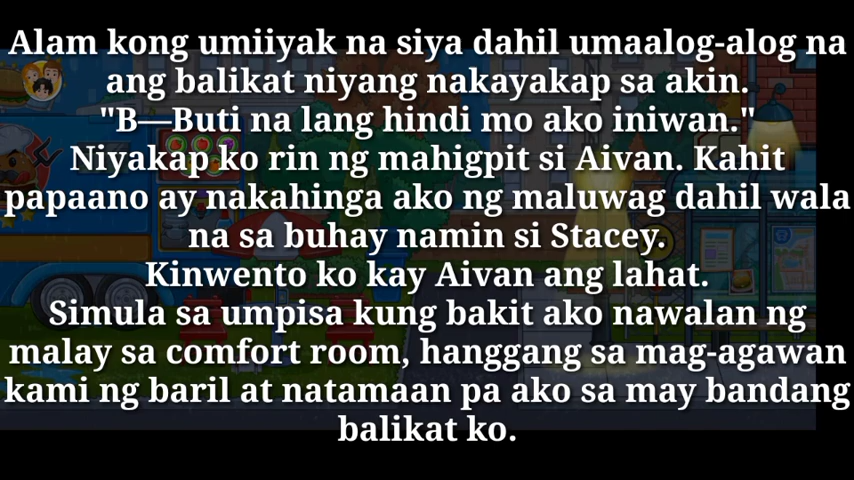 Alam kong umiiyak na siya dahil umaalog-alog na
ang balikat niyang nakayakap sa akin.
"B—Buti na lang hindi mo ako iniwan."
Niyakap ko rin ng mahigpit si Aivan. Kahit
papaano ay nakahinga ako ng maluwag dahil wala
na sa buhay namin si Stacey.
Kinwento ko kay Aivan ang lahat.
Simula sa umpisa kung bakit ako nawalan ng
malay sa comfort room, hanggang sa mag-agawan
kami ng baril at natamaan pa ako sa may bandang
balikat ko.